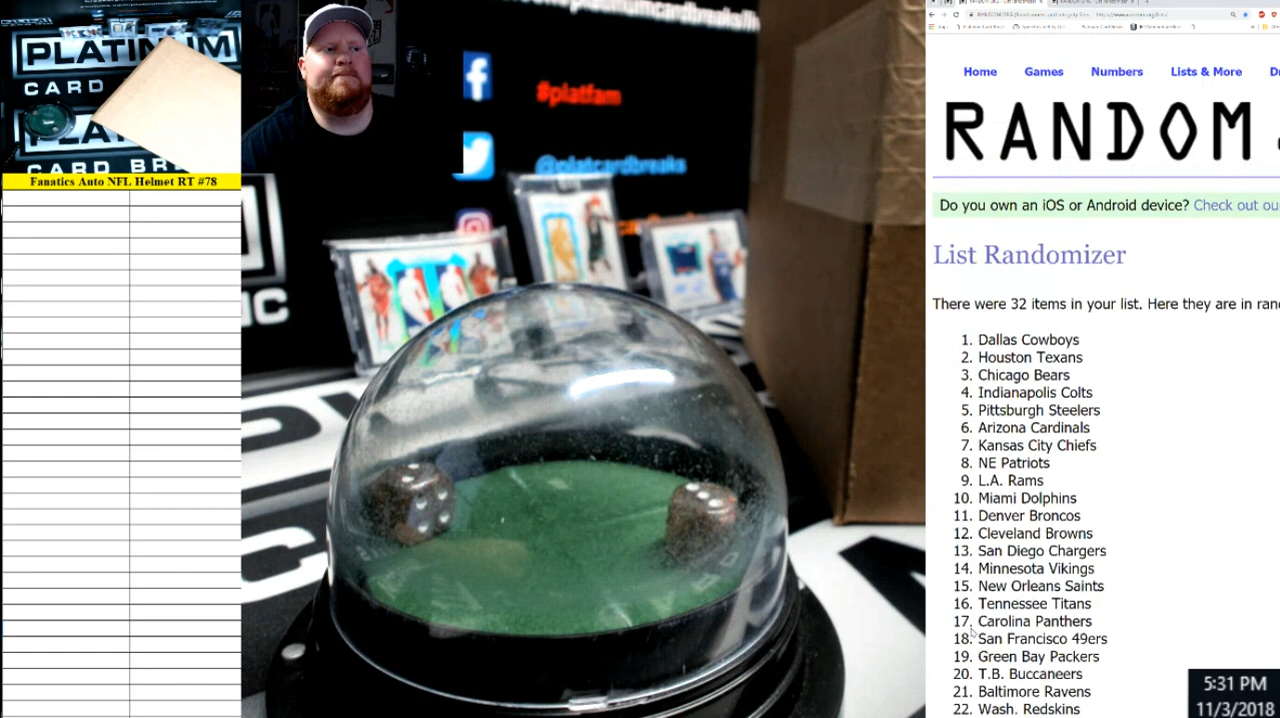 PLATINUM
CARD
CARD BR
Fanatics Auto NFL Helmet RT #78
#platfam
@platcardbreaks
Home Games Numbers Lists & More
RANDOM
Do you own an iOS or Android device? Check out ou
List Randomizer
There were 32 items in your list. Here they are in ran
1. Dallas Cowboys
2. Houston Texans
3. Chicago Bears
4. Indianapolis Colts
5. Pittsburgh Steelers
6. Arizona Cardinals
7. Kansas City Chiefs
8. NE Patriots
9. L.A. Rams
10. Miami Dolphins
11. Denver Broncos
12. Cleveland Browns
13. San Diego Chargers
14. Minnesota Vikings
15. New Orleans Saints
16. Tennessee Titans
17. Carolina Panthers
18. San Francisco 49ers
19. Green Bay Packers
20. T.B. Buccaneers
21. Baltimore Ravens
22. Wash. Redskins
5:31 PM
11/3/2018